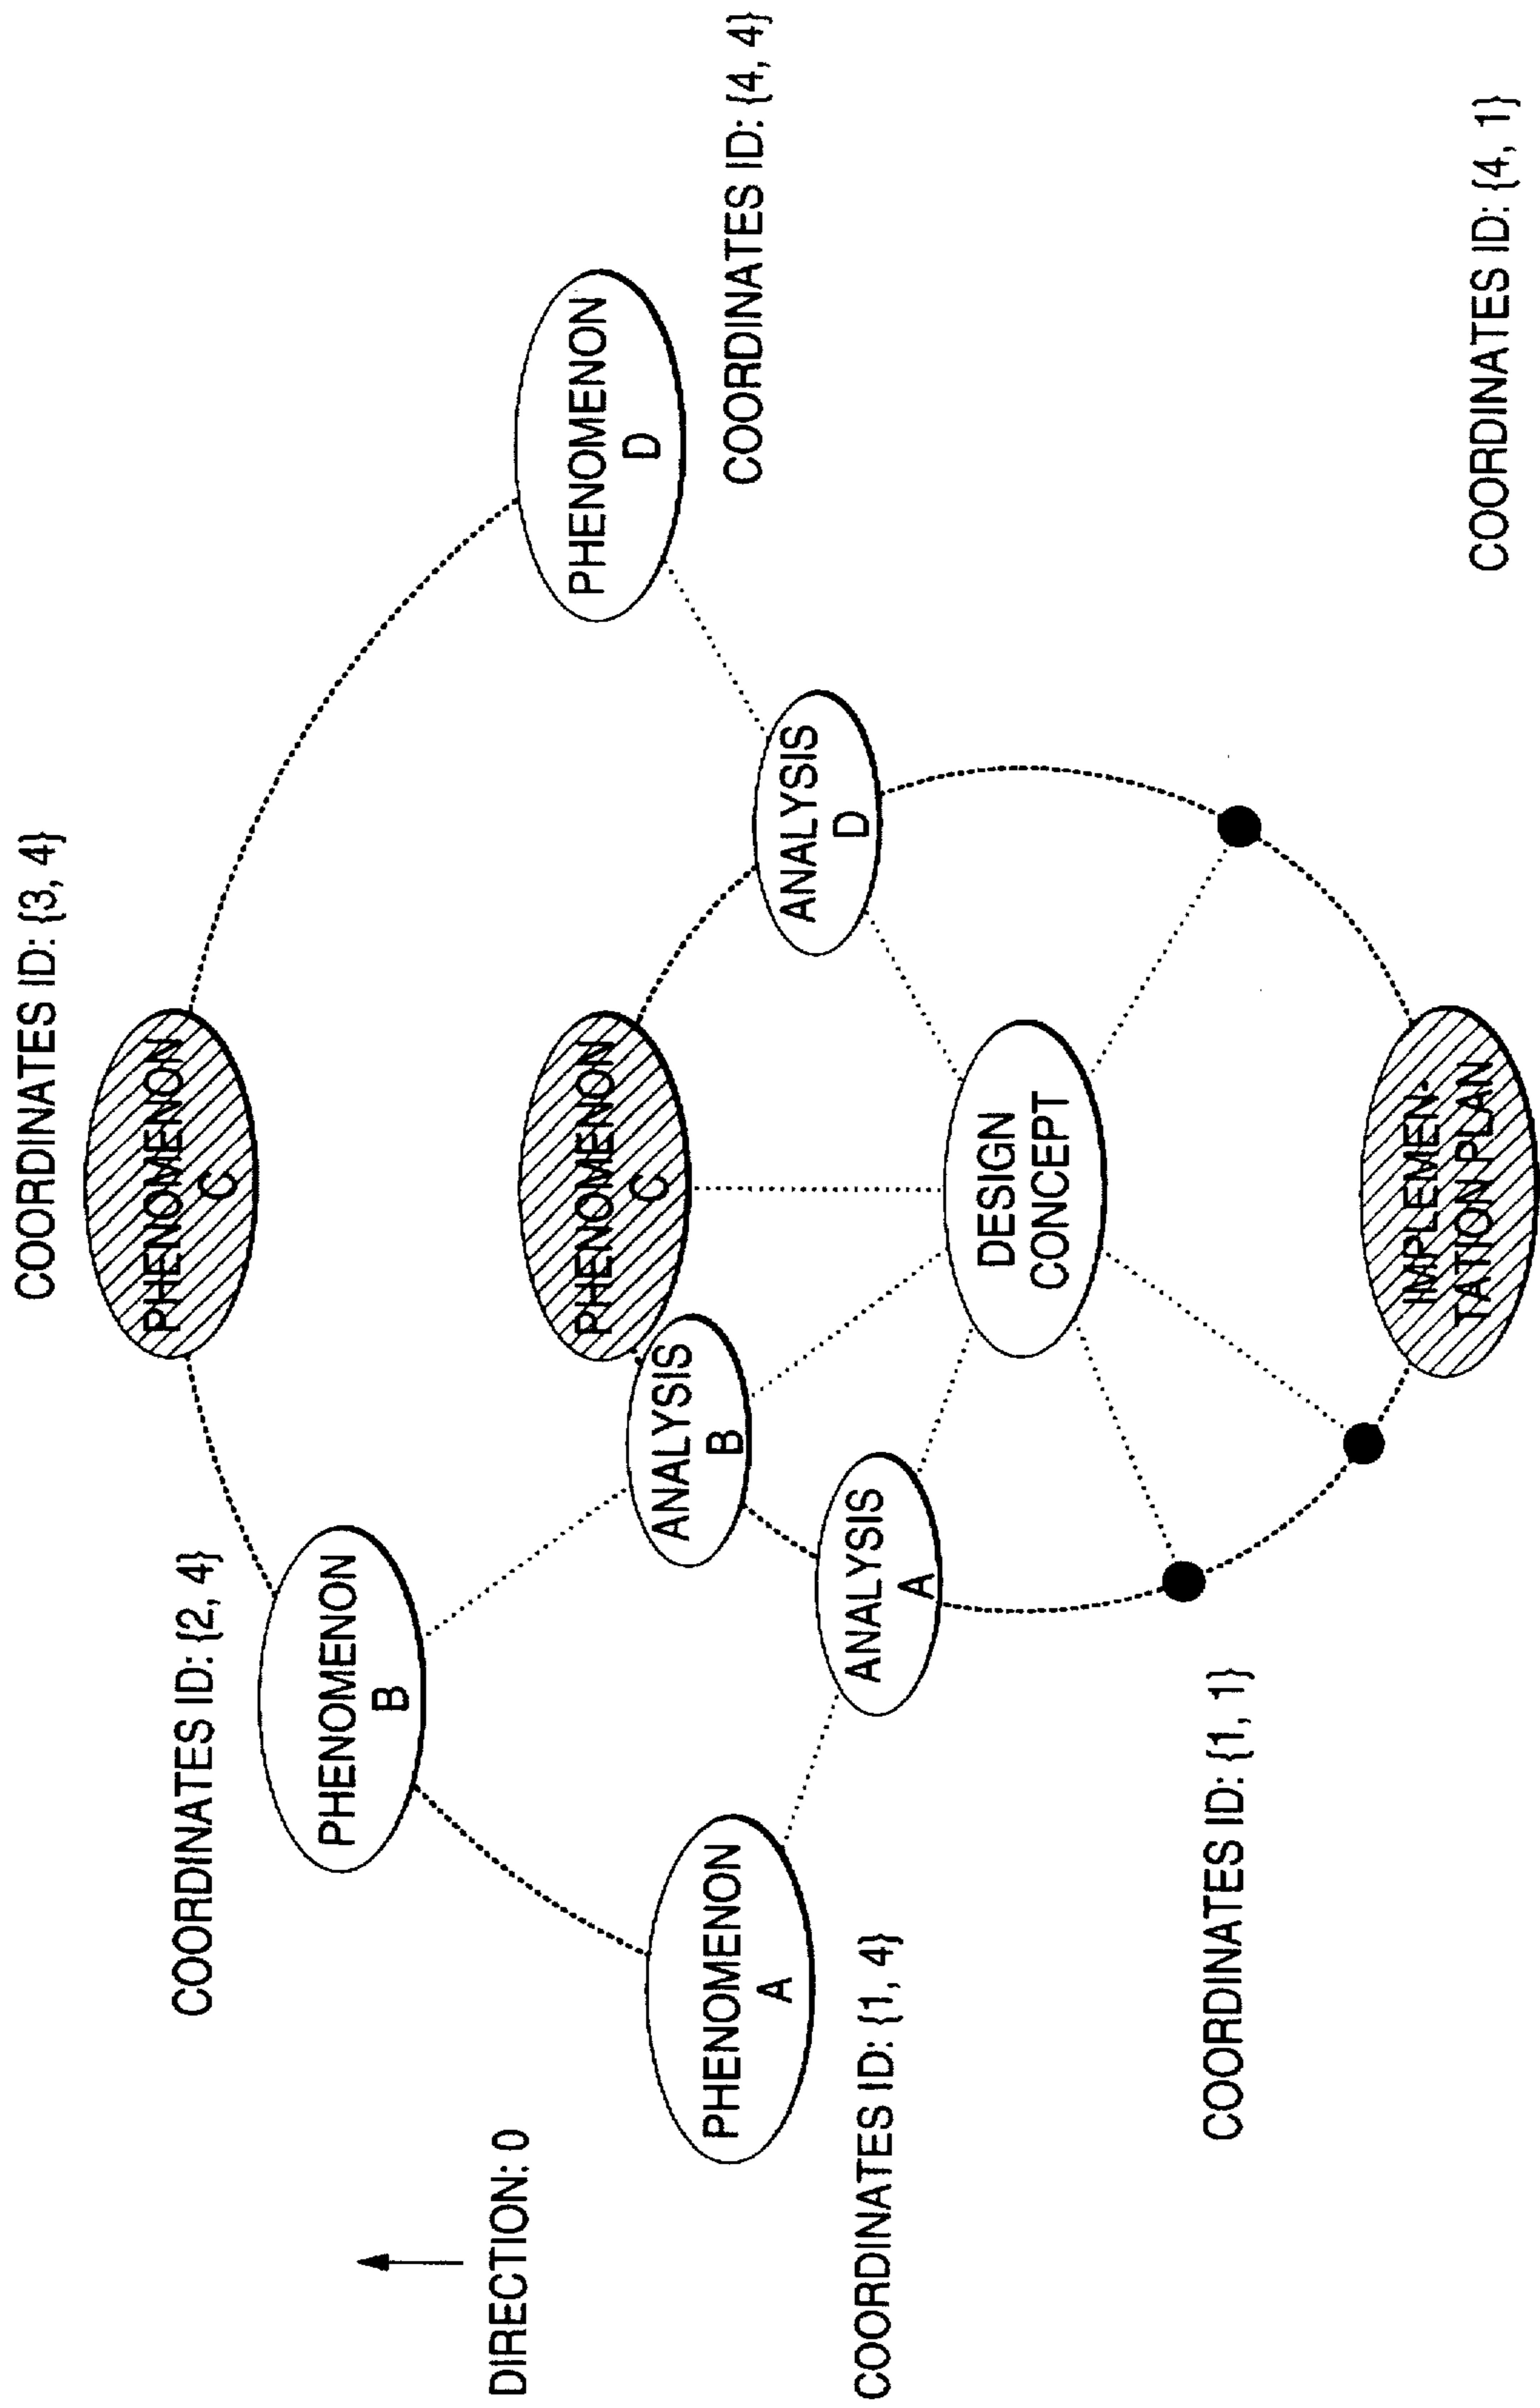 COORDINATES ID: {3, 4}
PHENOMENON
C
COORDINATES ID: {2, 4}
PHENOMENON
B
DIRECTION: 0
PHENOMENON
C
PHENOMENON
D
ANALYSIS
B
PHENOMENON
A
COORDINATES ID: {4, 4}
ANALYSIS
D
ANALYSIS
A
COORDINATES ID: {1, 4}
DESIGN
CONCEPT
COORDINATES ID: {1, 1}
IMPLEMEN-
TATION PLAN
COORDINATES ID: {4, 1}